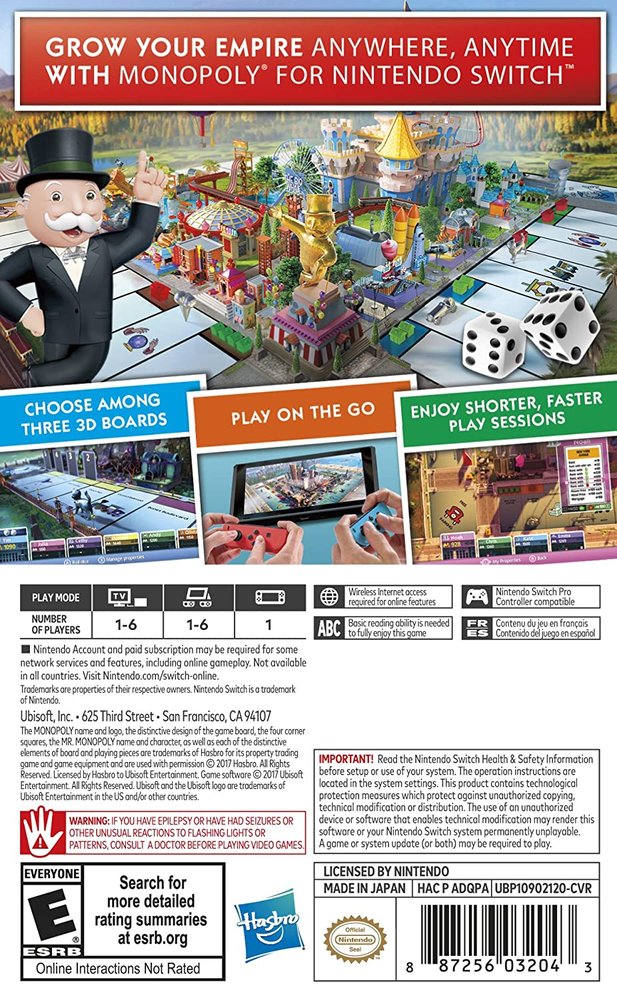 GROW YOUR EMPIRE ANYWHERE, ANYTIME
WITH MONOPOLY® FOR NINTENDO SWITCH™
CHOOSE AMONG
THREE 3D BOARDS
PLAY ON THE GO
ENJOY SHORTER, FASTER
PLAY SESSIONS
PLAY MODE
TV
NUMBER
OF PLAYERS
1-6
1-6
1
Wireless Internet access
required for online features
Nintendo Switch Pro
Controller compatible
ABC
Basic reading ability is needed
to fully enjoy this game
FR
ES
Contenu du jeu en français
Contenido del juego en español
■ Nintendo Account and paid subscription may be required for some
network services and features, including online gameplay. Not available
in all countries. Visit Nintendo.com/switch-online.
Trademarks are properties of their respective owners. Nintendo Switch is a trademark
of Nintendo.
Ubisoft, Inc. • 625 Third Street • San Francisco, CA 94107
The MONOPOLY name and logo, the distinctive design of the game board, the four corner
squares, the MR. MONOPOLY name and character, as well as each of the distinctive
elements of board and playing pieces are trademarks of Hasbro for its property trading
game and game equipment and are used with permission © 2017 Hasbro. All Rights
Reserved. Licensed by Hasbro to Ubisoft Entertainment. Game software © 2017 Ubisoft
Entertainment. All Rights Reserved. Ubisoft and the Ubisoft logo are trademarks of
Ubisoft Entertainment in the US and/or other countries.
WARNING: IF YOU HAVE EPILEPSY OR HAVE HAD SEIZURES OR
OTHER UNUSUAL REACTIONS TO FLASHING LIGHTS OR
PATTERNS, CONSULT A DOCTOR BEFORE PLAYING VIDEO GAMES.
IMPORTANT! Read the Nintendo Switch Health & Safety Information
before setup or use of your system. The operation instructions are
located in the system settings. This product contains technological
protection measures which protect against unauthorized copying,
technical modification or distribution. The use of an unauthorized
device or software that enables technical modification may render this
software or your Nintendo Switch system permanently unplayable.
A game or system update (or both) may be required to play.
EVERYONE
E
ESRB
Search for
more detailed
rating summaries
at esrb.org
Online Interactions Not Rated
Hasbro
LICENSED BY NINTENDO
MADE IN JAPAN
HAC P ADQPA
UBP10902120-CVR
Official
Nintendo
Seal
8 87256 03204 3